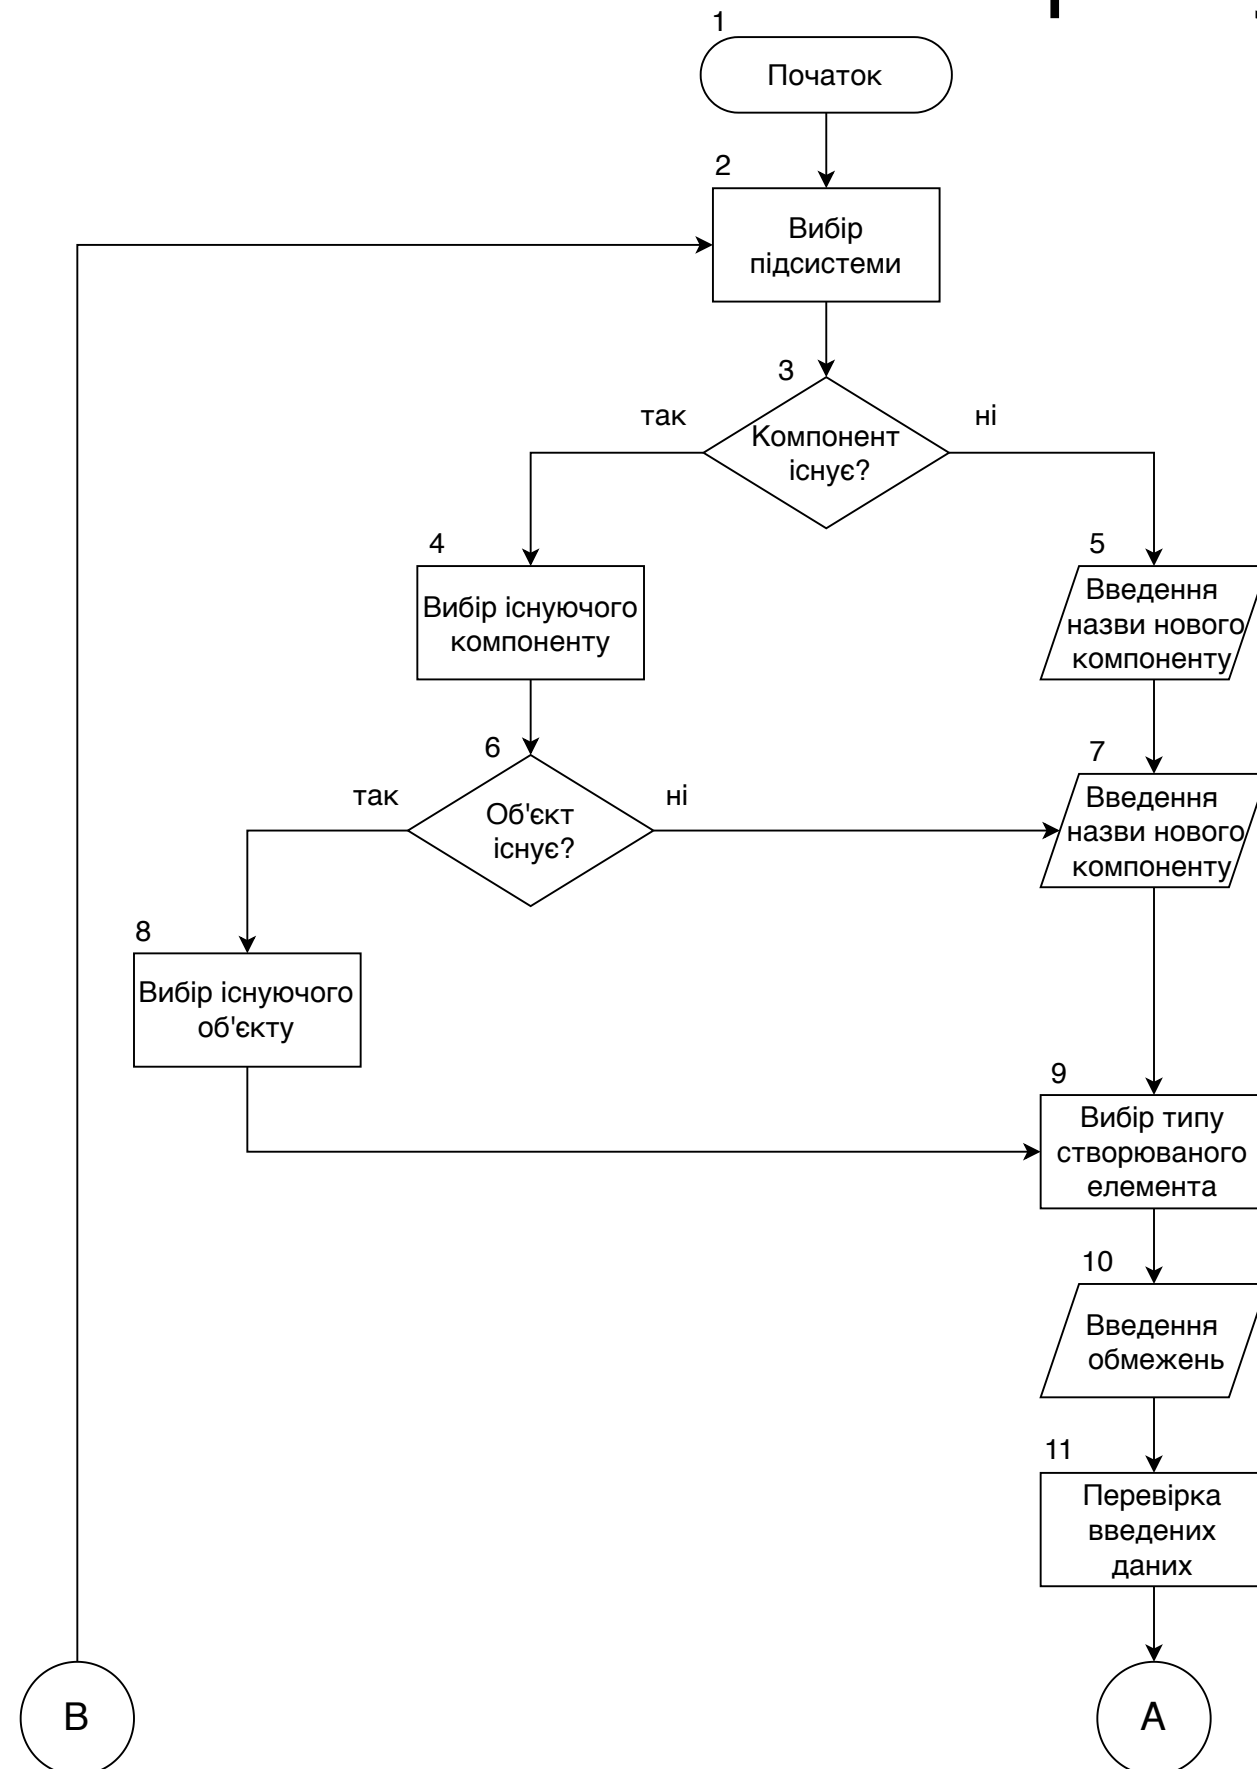 1
Початок
2
Вибір
підсистеми
3
так
ні
Компонент
існує?
4
5
Вибір існуючого
компоненту
Введення
назви нового
компоненту
6
7
так
ні
Об'єкт
існує?
Введення
назви нового
компоненту
8
Вибір існуючого
об'єкту
9
Вибір типу
створюваного
елемента
10
Введення
обмежень
11
Перевірка
введених
даних
В
А